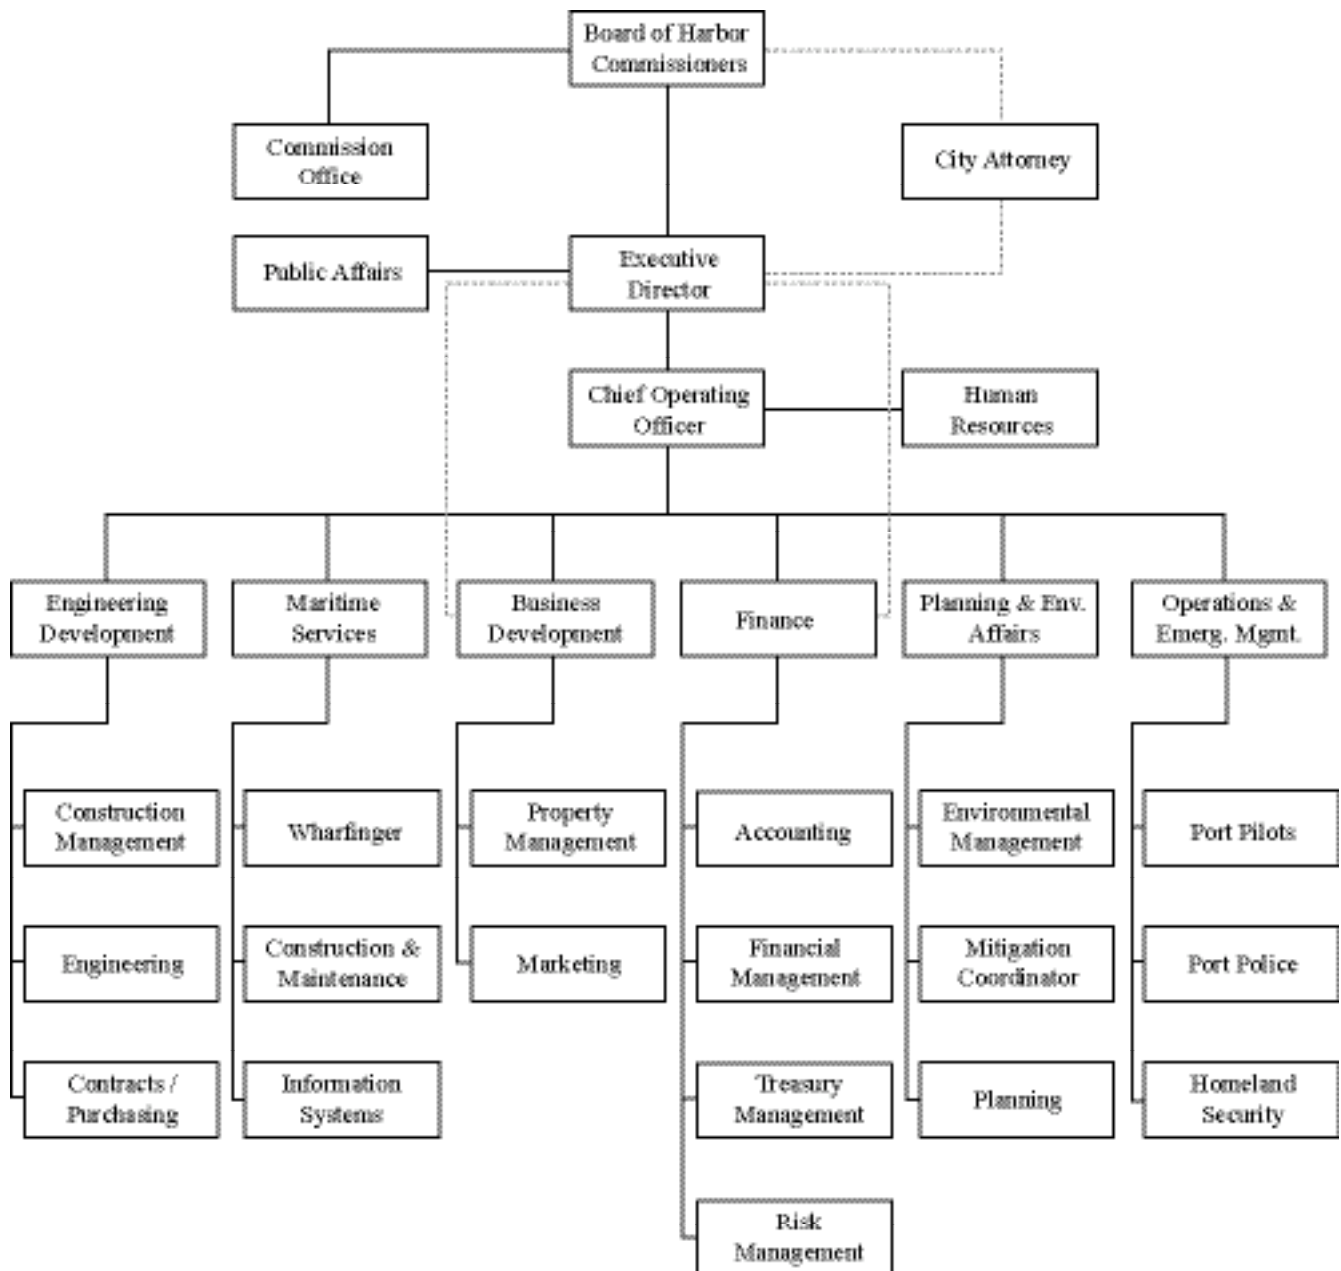 Board of Harbor
Commissioners
Commission
Office
City Attorney
Public Affairs
Executive
Director
Chief Operating
Officer
Human
Resources
Engineering
Development
Maritime
Services
Business
Development
Finance
Planning & Env.
Affairs
Operations &
Emerg. Mgmt.
Construction
Management
Wharfinger
Property
Management
Accounting
Environmental
Management
Port Pilots
Engineering
Construction &
Maintenance
Marketing
Financial
Management
Mitigation
Coordinator
Port Police
Contracts /
Purchasing
Information
Systems
Treasury
Management
Planning
Homeland
Security
Risk
Management